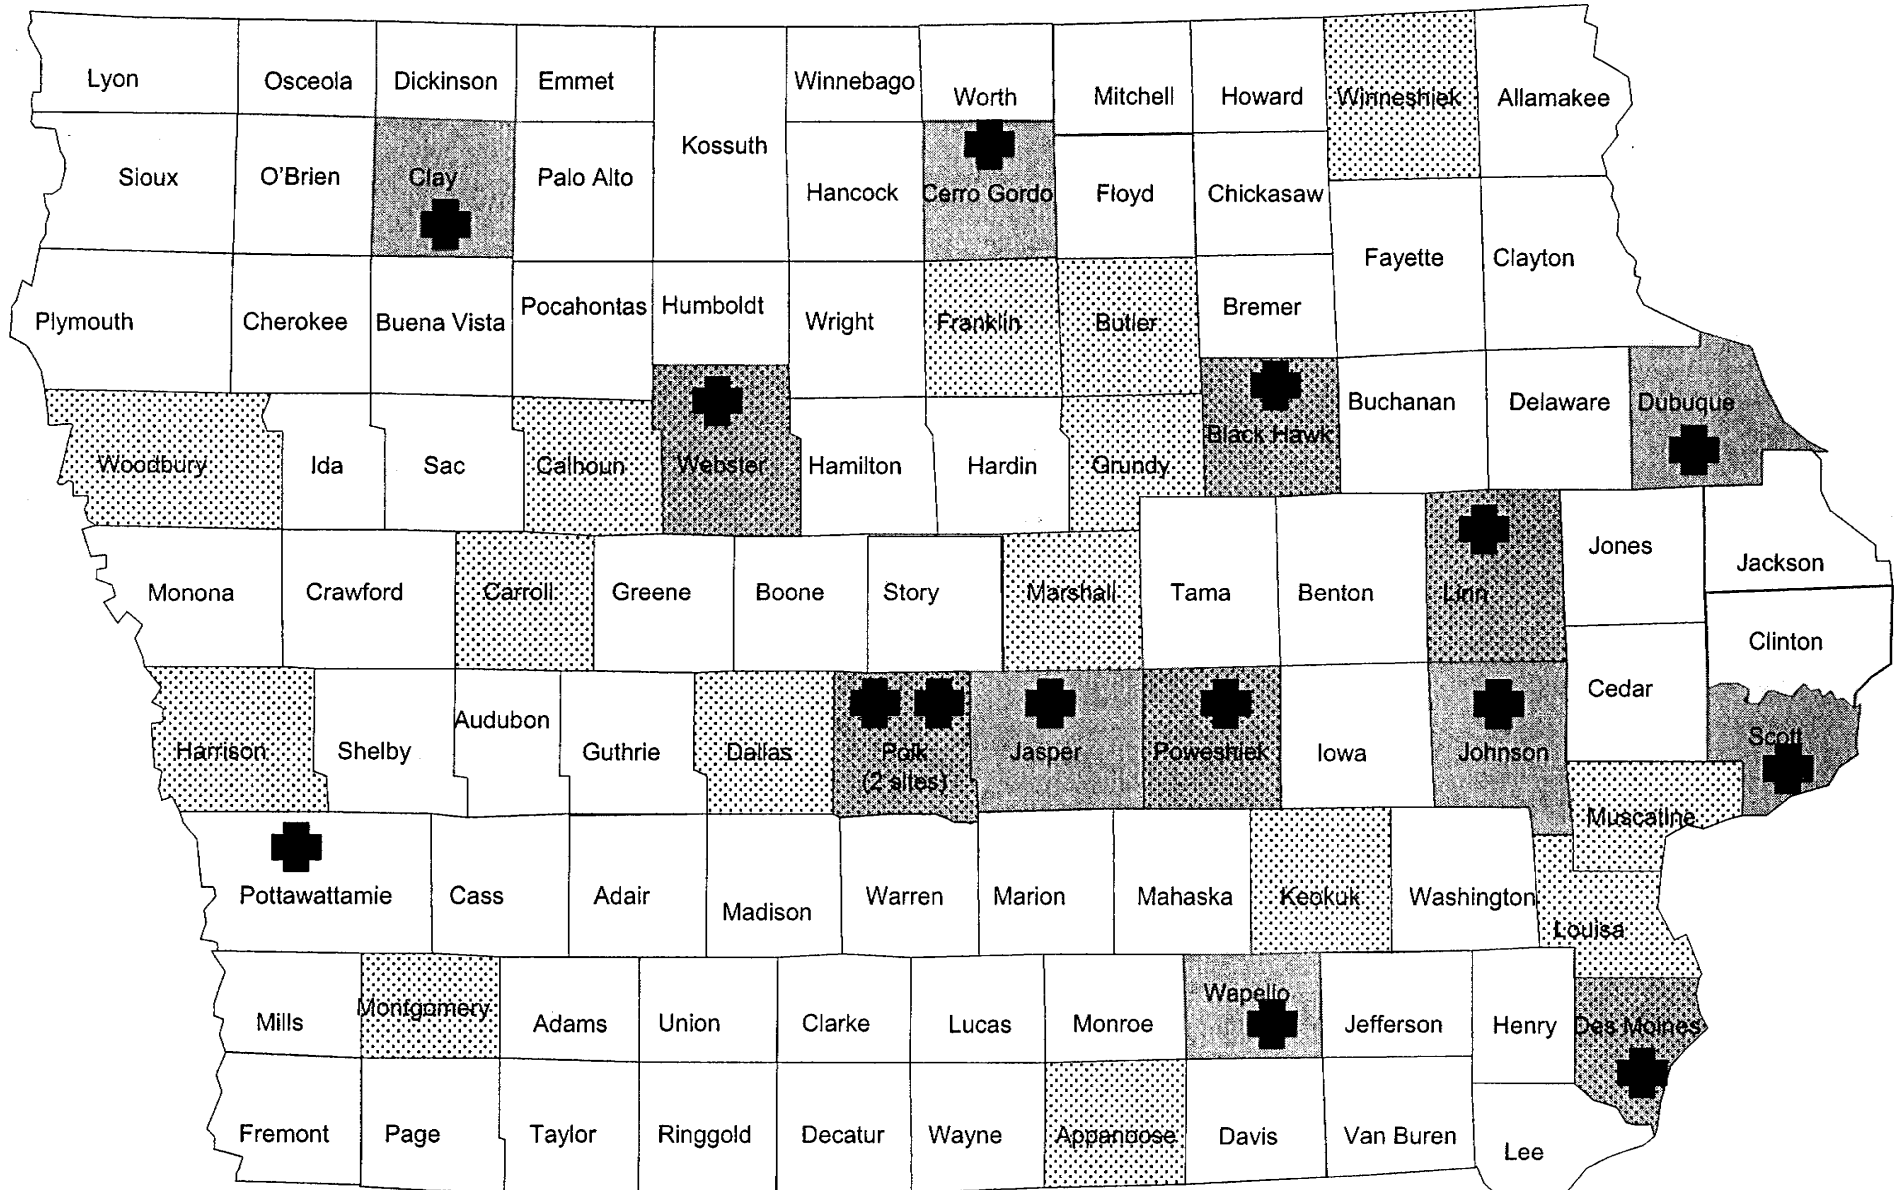 Lyon
Osceola
Dickinson
Emmet
Winnebago
Worth
Mitchell
Howard
Winneshiek
Allamakee
Kossuth
Sioux
O'Brien
Clay
Palo Alto
Hancock
Cerro Gordo
Floyd
Chickasaw
Fayette
Clayton
Plymouth
Cherokee
Buena Vista
Pocahontas
Humboldt
Wright
Franklin
Butler
Bremer
Black Hawk
Buchanan
Delaware
Dubuque
Woodbury
Ida
Sac
Calhoun
Webster
Hamilton
Hardin
Grundy
Jones
Jackson
Monona
Crawford
Carroll
Greene
Boone
Story
Marshall
Tama
Benton
Linn
Clinton
Cedar
Harrison
Shelby
Audubon
Guthrie
Dallas
Polk
(2 sites)
Jasper
Poweshiek
Iowa
Johnson
Scott
Muscatine
Pottawattamie
Cass
Adair
Madison
Warren
Marion
Mahaska
Keokuk
Washington
Louisa
Mills
Montgomery
Adams
Union
Clarke
Lucas
Monroe
Wapello
Jefferson
Henry
Des Moines
Fremont
Page
Taylor
Ringgold
Decatur
Wayne
Appanoose
Davis
Van Buren
Lee